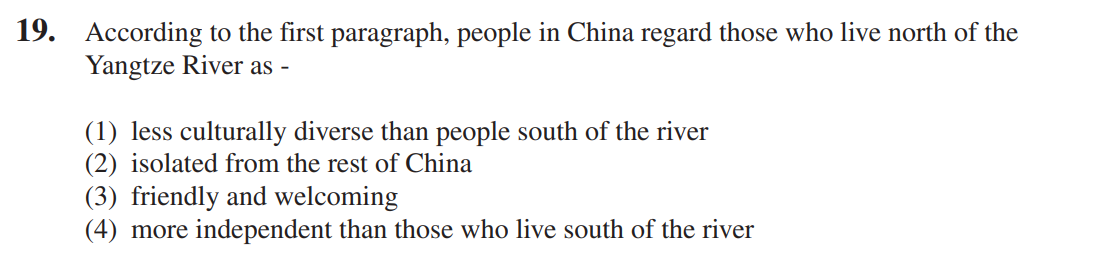 19. According to the first paragraph, people in China regard those who live north of the
Yangtze River as -
(1) less culturally diverse than people south of the river
(2) isolated from the rest of China
(3) friendly and welcoming
(4) more independent than those who live south of the river